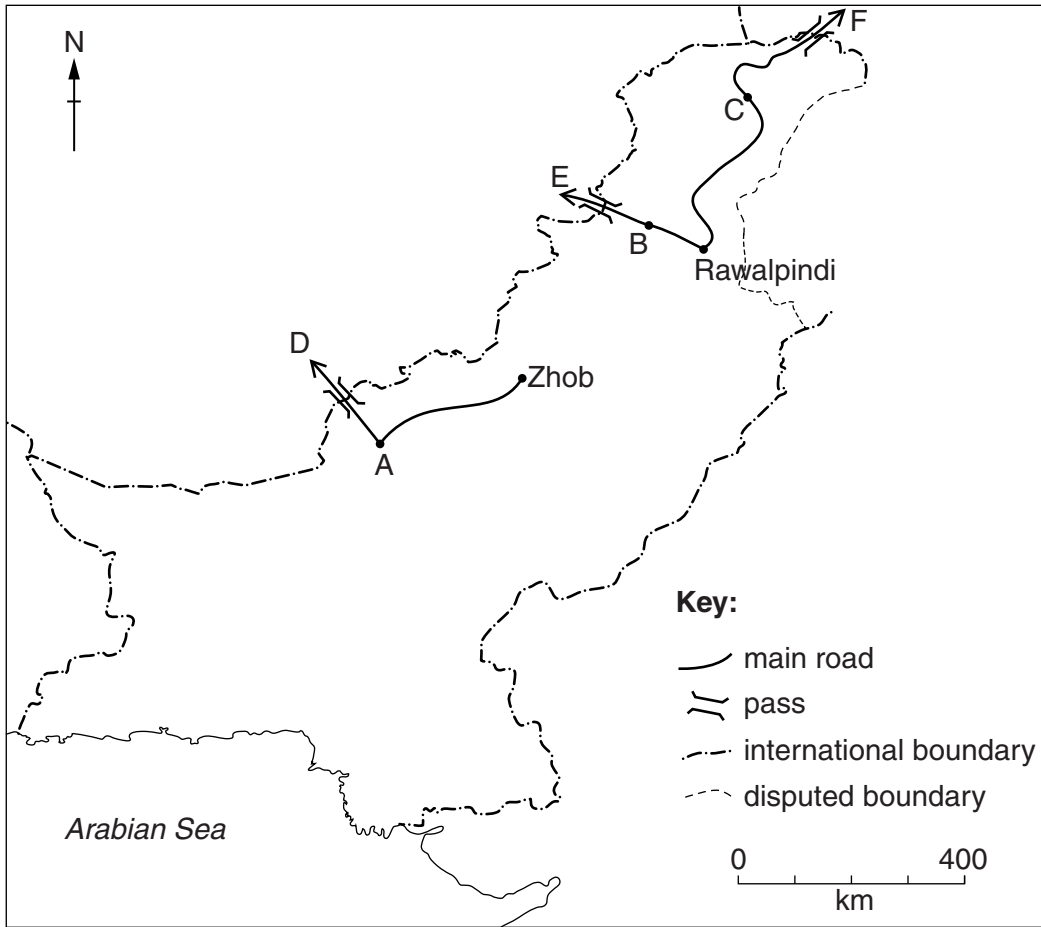 N
F
C
E
B
Rawalpindi
D
Zhob
A
Key:
main road
pass
international boundary
disputed boundary
Arabian Sea
0 400
km